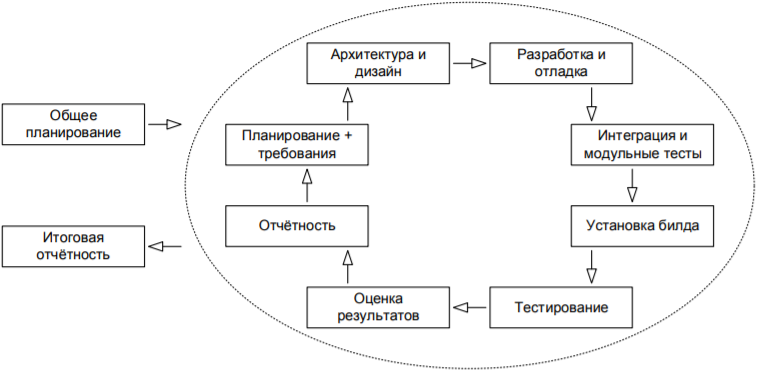 Архитектура и
дизайн
Разработка и
отладка
Общее
планирование
Планирование +
требования
Интеграция и
модульные тесты
Итоговая
отчётность
Отчётность
Установка билда
Оценка
результатов
Тестирование